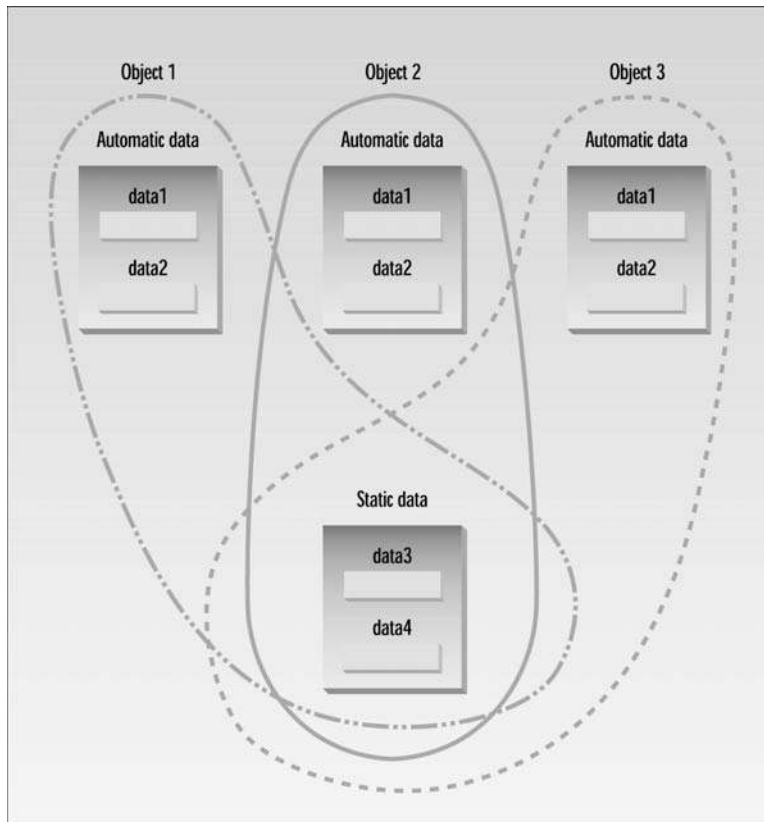 Object 1
Object 2
Object 3
Automatic data
Automatic data
Automatic data
data1
data1
data1
data2
data2
data2
Static data
data3
data4